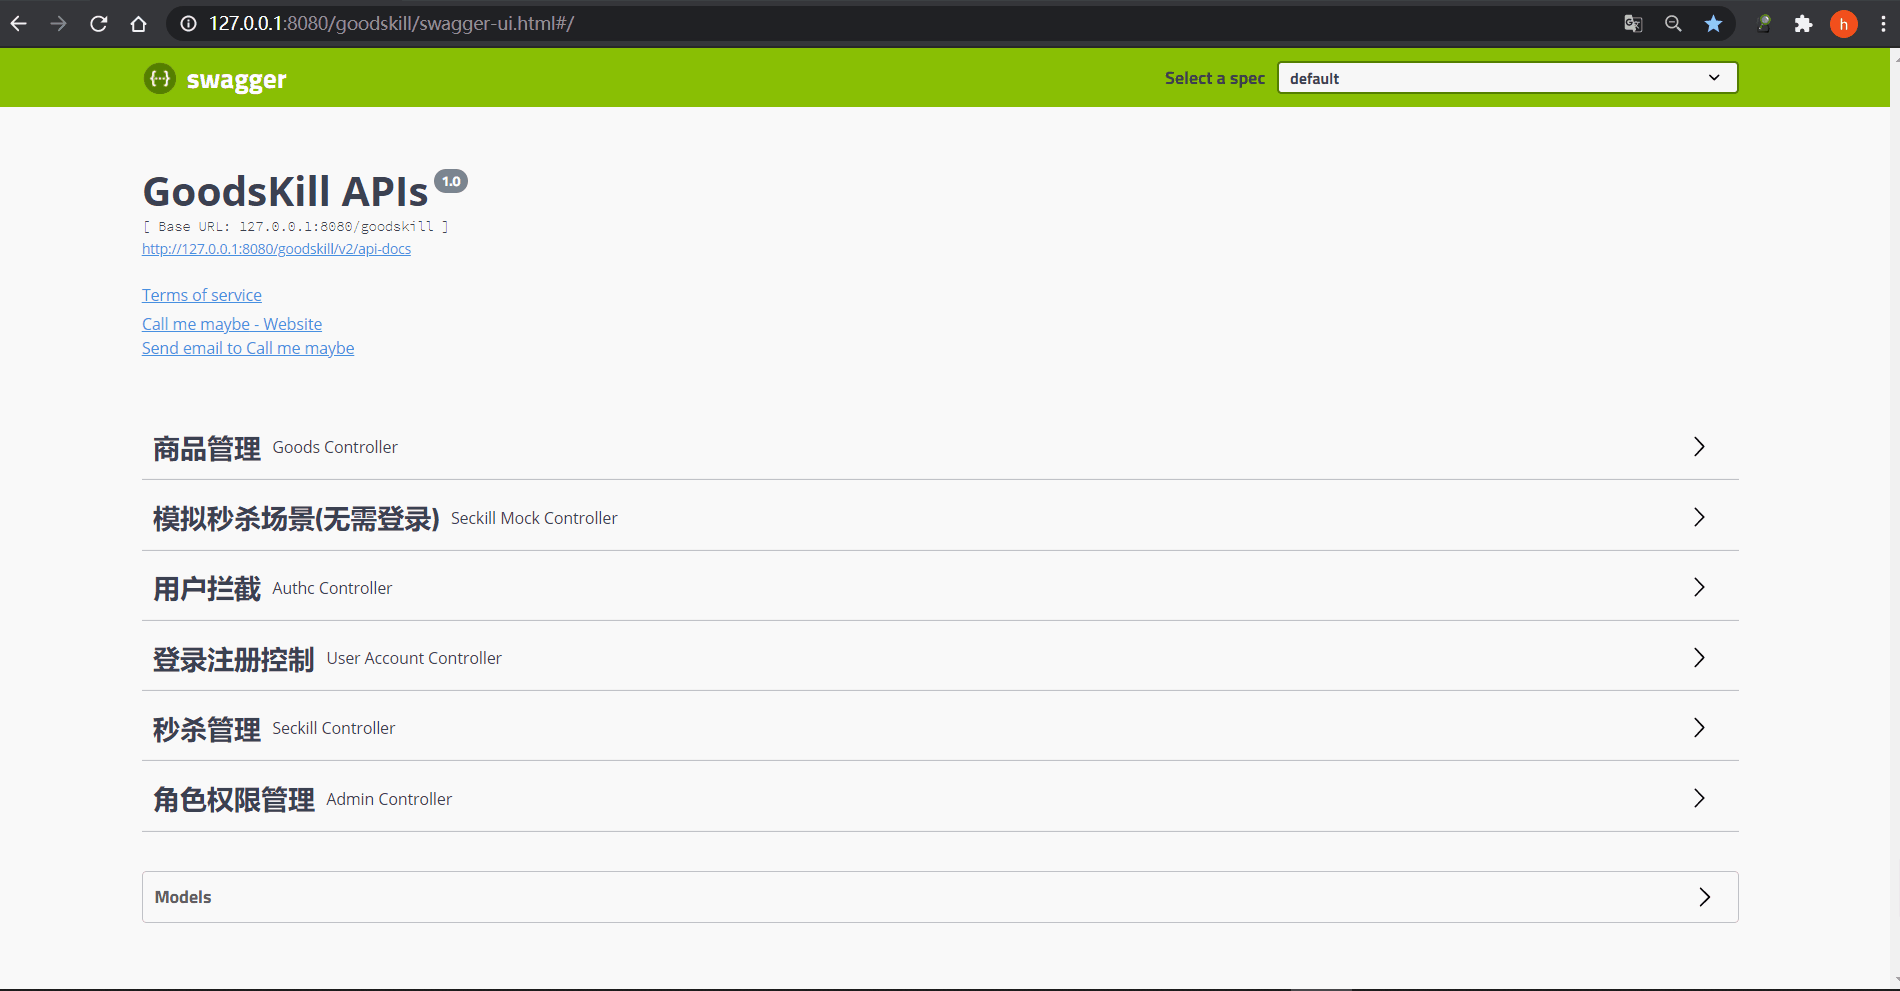 127.0.0.1:8080/goodskill/swagger-ui.html#/
h
{···} swagger
Select a spec
default
GoodsKill APIs 1.0
[ Base URL: 127.0.0.1:8080/goodskill ]
http://127.0.0.1:8080/goodskill/v2/api-docs
Terms of service
Call me maybe - Website
Send email to Call me maybe
商品管理 Goods Controller
模拟秒杀场景(无需登录) Seckill Mock Controller
用户拦截 Authc Controller
登录注册控制 User Account Controller
秒杀管理 Seckill Controller
角色权限管理 Admin Controller
Models